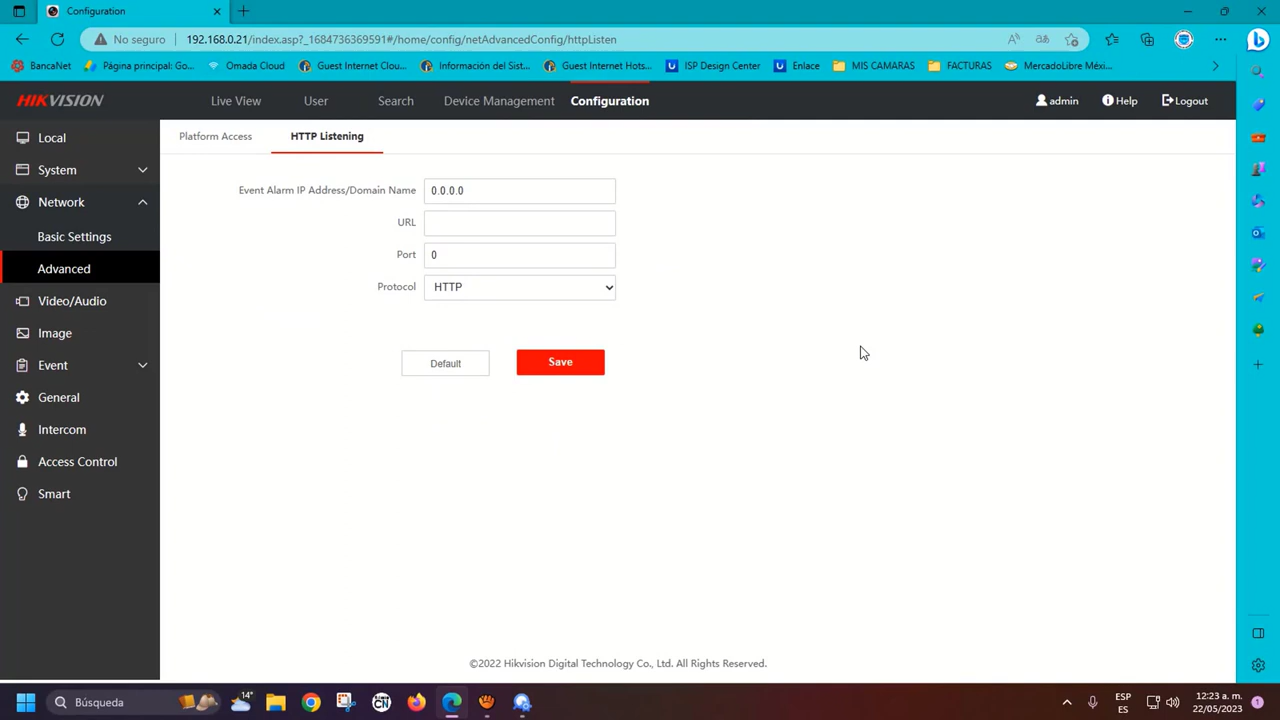 Configuration
No seguro
192.168.0.21/index.asp?_1684736369591#/home/config/netAdvancedConfig/httpListen
BancaNet
Página principal: Go...
Omada Cloud
Guest Internet Clou...
Información del Sist...
Guest Internet Hots...
ISP Design Center
Enlace
MIS CAMARAS
FACTURAS
MercadoLibre Méxi...
HIKVISION
Live View
User
Search
Device Management
Configuration
admin
Help
Logout
Local
System
Network
Basic Settings
Advanced
Video/Audio
Image
Event
General
Intercom
Access Control
Smart
Platform Access
HTTP Listening
Event Alarm IP Address/Domain Name
0.0.0.0
URL
Port
0
Protocol
HTTP
Default
Save
©2022 Hikvision Digital Technology Co., Ltd. All Rights Reserved.
Búsqueda
14°
CN
ESP
ES
12:23 a. m.
22/05/2023
1